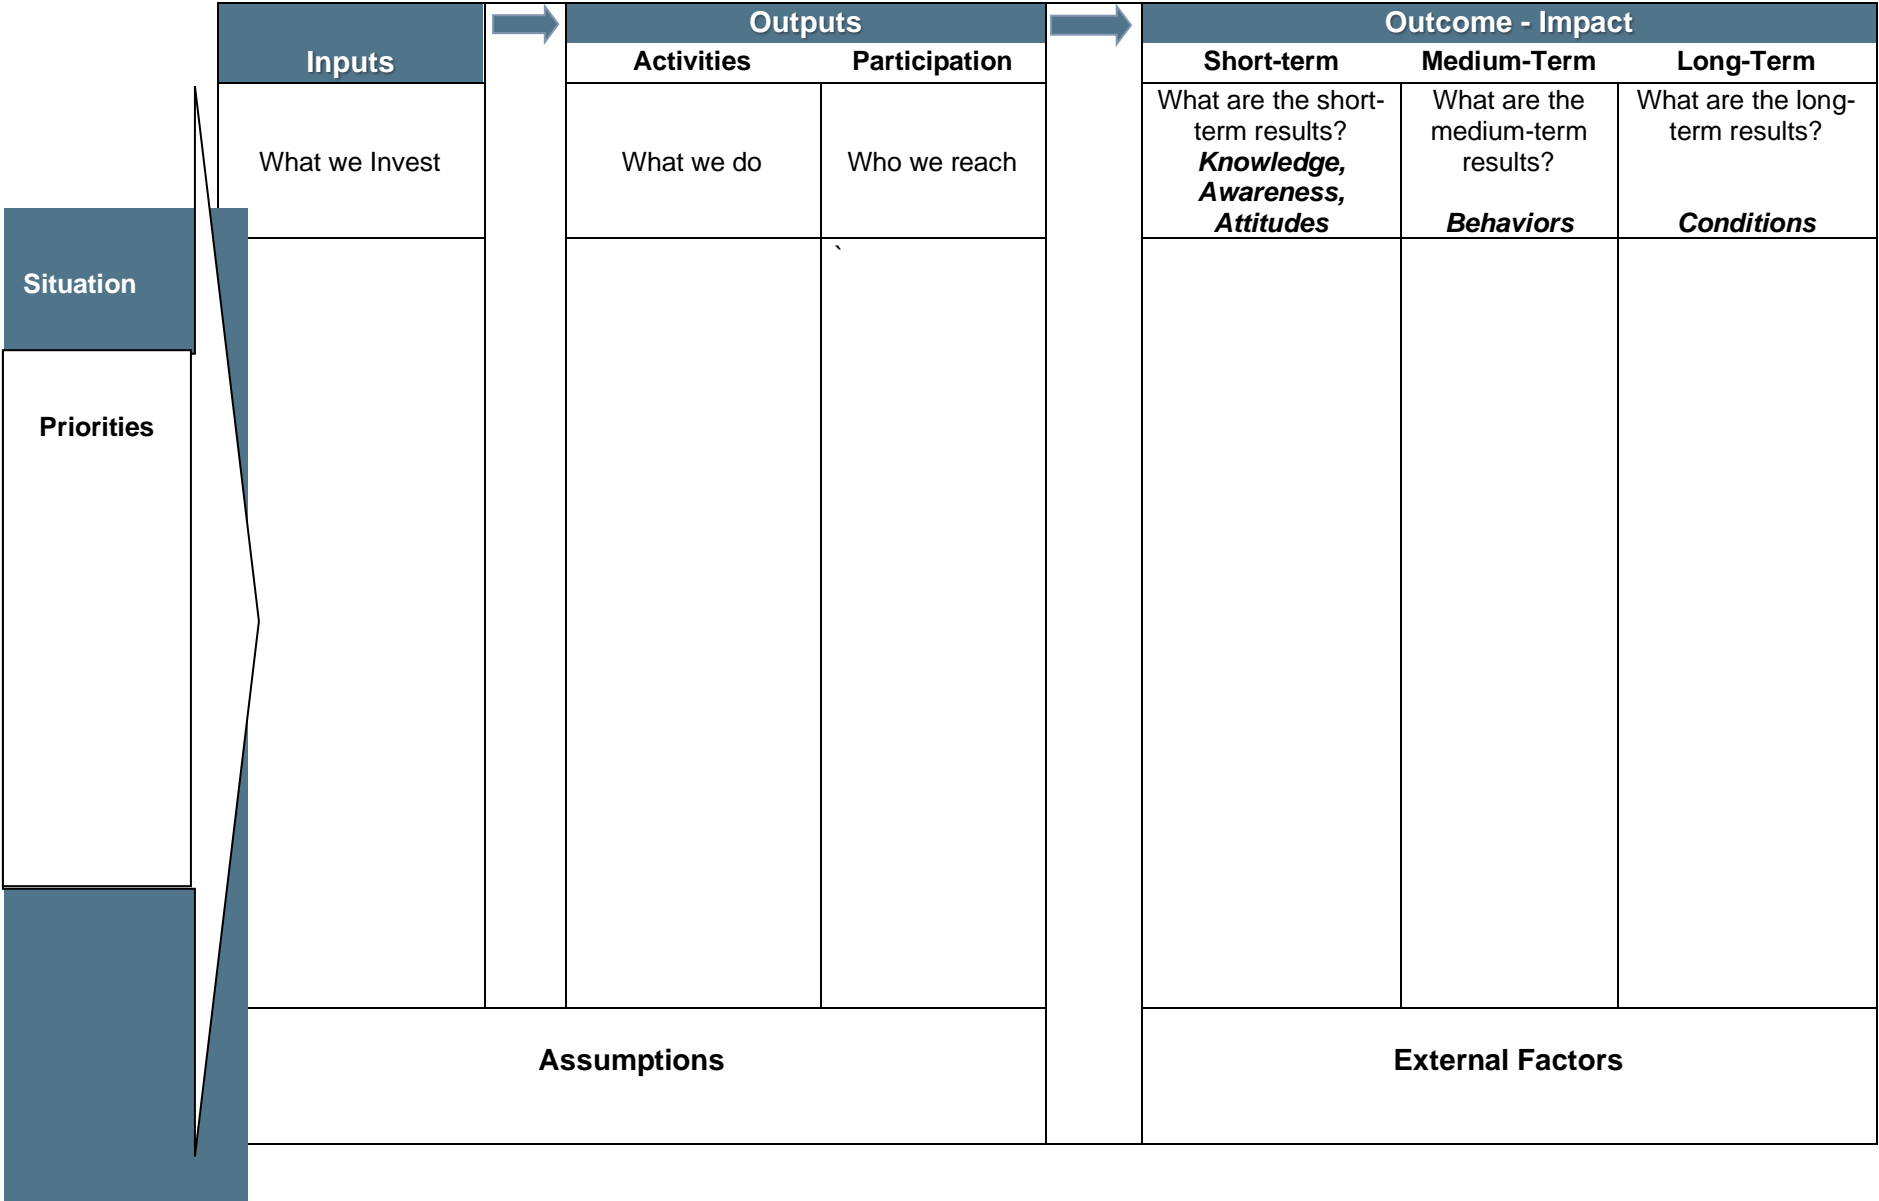 Inputs
Outputs
Outcome - Impact
Activities
Participation
Short-term
Medium-Term
Long-Term
What we Invest
What we do
Who we reach
What are the short-
term results?
Knowledge,
Awareness,
Attitudes
What are the
medium-term
results?
Behaviors
What are the long-
term results?
Conditions
`
Situation
Priorities
Assumptions
External Factors